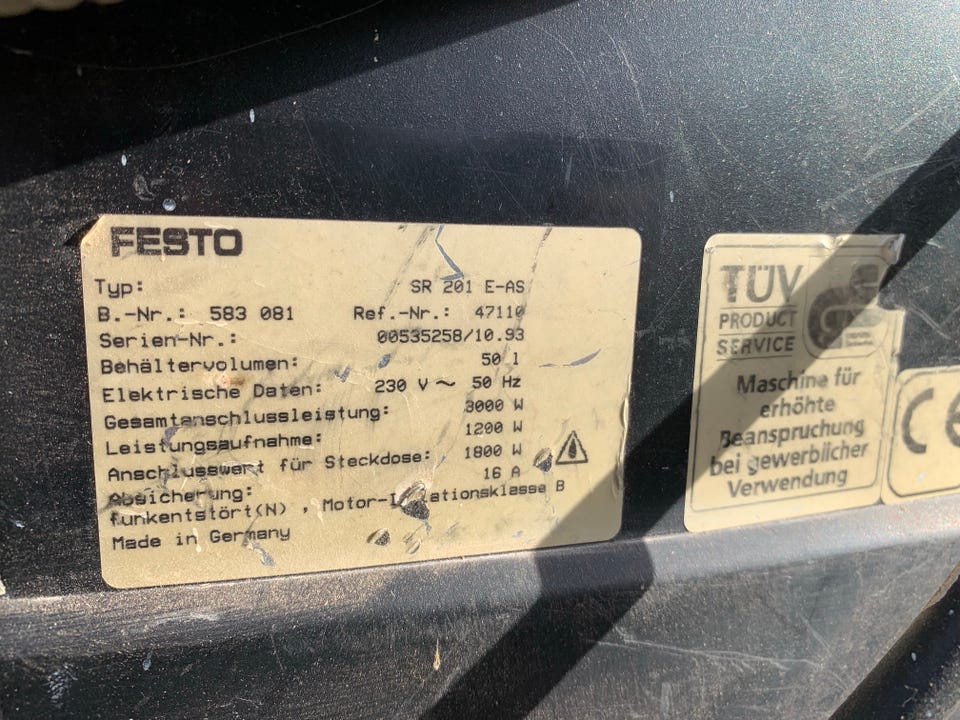 FESTO
Typ: SR 201 E-AS
B.-Nr.: 583 081 Ref.-Nr.: 47110
Serien-Nr.: 00535258/10.93
Behältervolumen: 50 l
Elektrische Daten: 230 V ~ 50 Hz
Gesamtanschlussleistung: 3000 W
Leistungsaufnahme: 1200 W
Anschlusswert für Steckdose: 1800 W
Absicherung: 16 A
funkentstört(N) , Motor- B
Made in Germany
TÜV
PRODUCT
SERVICE
Maschine für
erhöhte
Beanspruchung
bei gewerblicher
Verwendung
CE